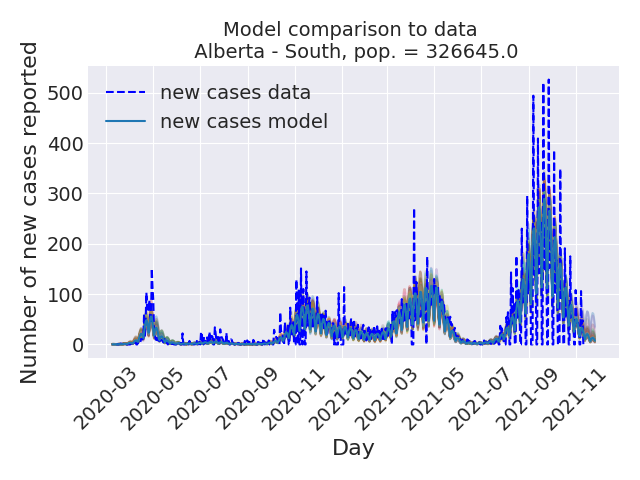 Model comparison to data
Alberta - South, pop. = 326645.0
Number of new cases reported
500
400
300
200
100
0
new cases data
new cases model
2020-03
2020-05
2020-07
2020-09
2020-11
2021-01
2021-03
2021-05
2021-07
2021-09
2021-11
Day